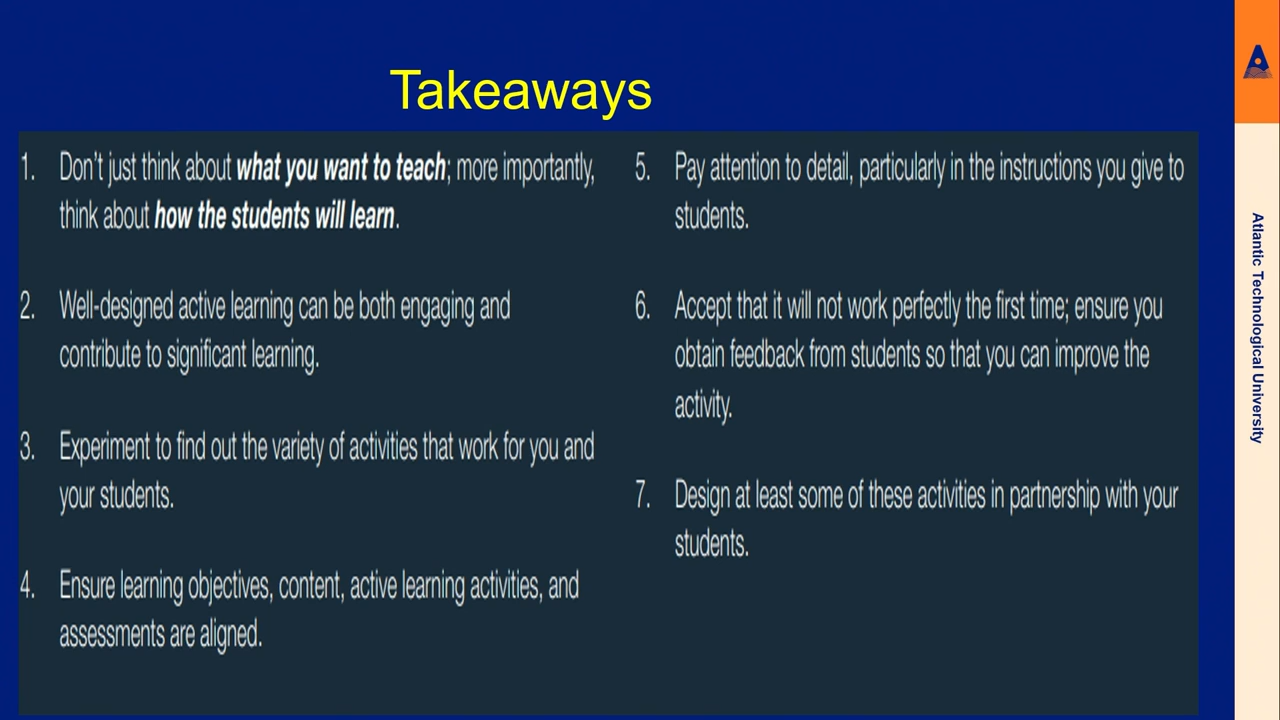 Takeaways
1. Don't just think about what you want to teach; more importantly,
think about how the students will learn.
2. Well-designed active learning can be both engaging and
contribute to significant learning.
3. Experiment to find out the variety of activities that work for you and
your students.
4. Ensure learning objectives, content, active learning activities, and
assessments are aligned.
5. Pay attention to detail, particularly in the instructions you give to
students.
6. Accept that it will not work perfectly the first time; ensure you
obtain feedback from students so that you can improve the
activity.
7. Design at least some of these activities in partnership with your
students.
Atlantic Technological University